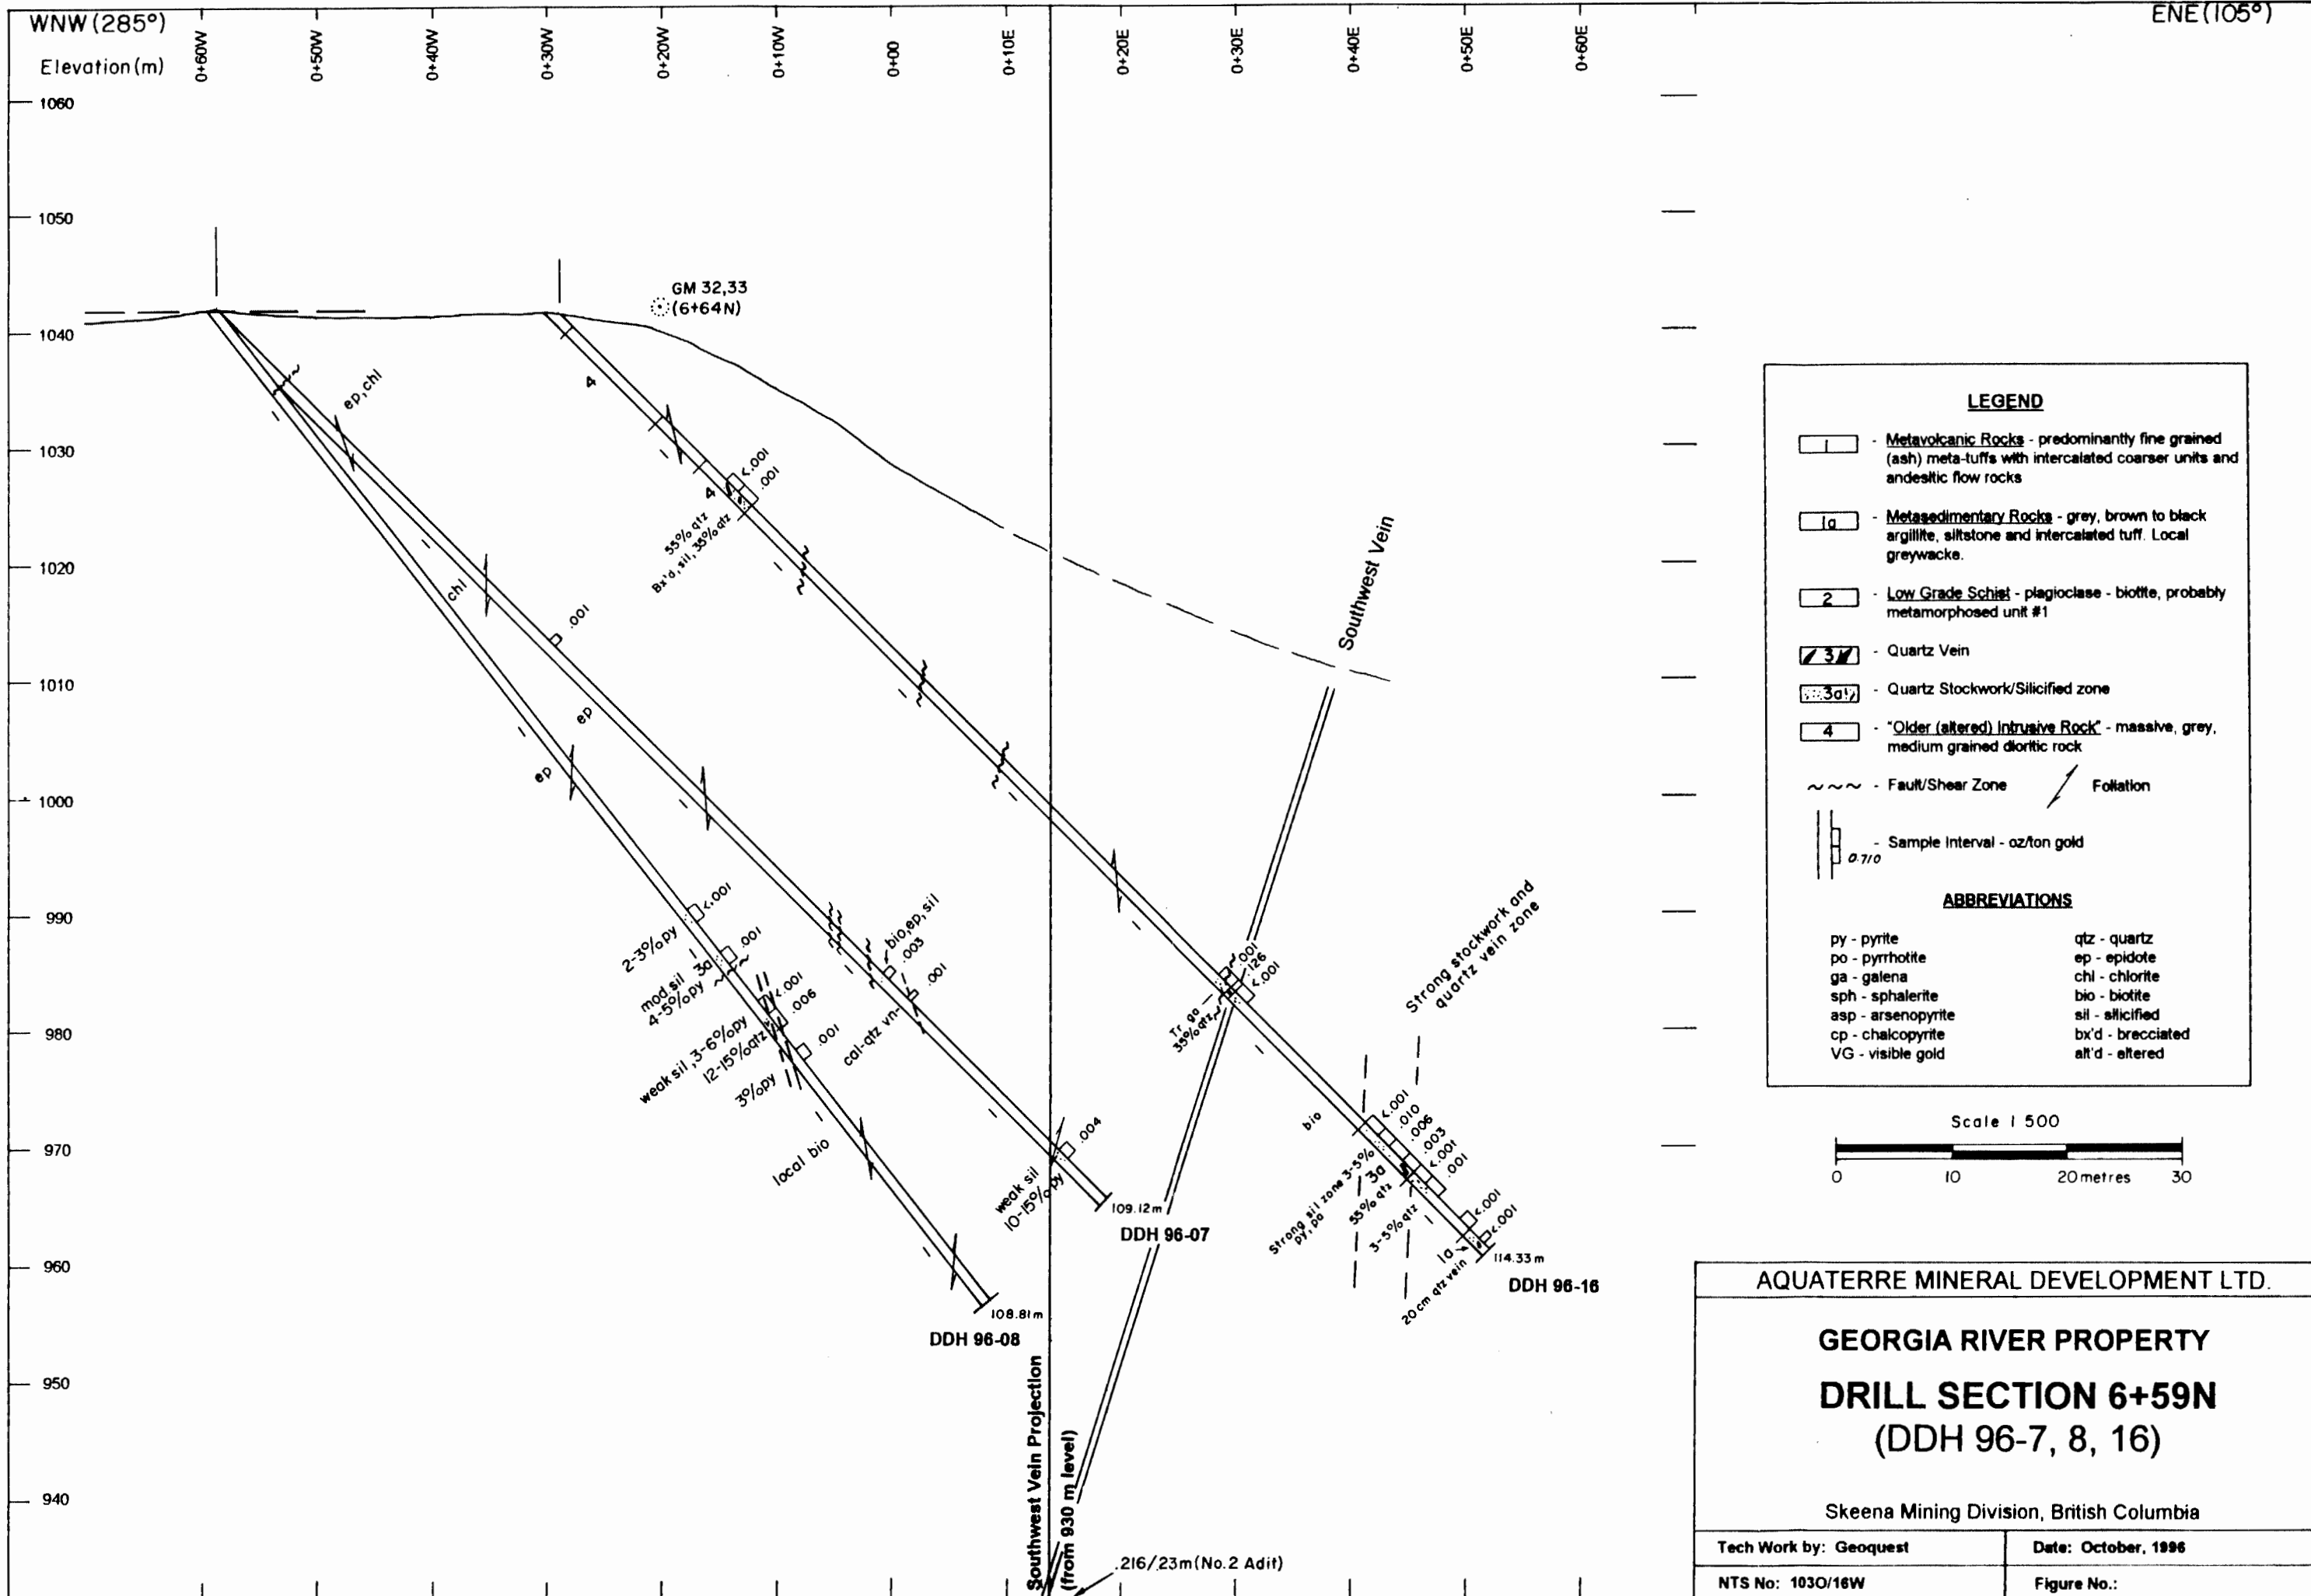 WNW (285°)
ENE (105°)
Elevation (m)
0+60W
0+50W
0+40W
0+30W
0+20W
0+10W
0+00
0+10E
0+20E
0+30E
0+40E
0+50E
0+60E
1060
1050
1040
1030
1020
1010
1000
990
980
970
960
950
940
GM 32,33
(6+64N)
ep, chl
chl
ep
ep
.001
4
4
<.001
.001
55% qtz
Bx'd, sil, 35% qtz
Southwest Vein
<.001
2-3% py
.001
mod. sil 3a
4-5% py
<.001
.006
weak sil, 3-6% py
12-15% qtz
.001
3% py
local bio
bio, ep, sil
.003
.001
cal-qtz vn
.004
weak sil
10-15% py
.001
.126
<.001
Tr ga
35% qtz
Strong stockwork and
quartz vein zone
bio
<.001
.010
.006
.003
<.001
.001
Strong sil zone 3-5%
py, po
3a
55% qtz
3-5% qtz
<.001
<.001
1a
20 cm qtz vein
109.12 m
DDH 96-07
114.33 m
DDH 96-16
108.81 m
DDH 96-08
Southwest Vein Projection
(from 930 m level)
.216/.23m (No. 2 Adit)
LEGEND
1 - Metavolcanic Rocks - predominantly fine grained
(ash) meta-tuffs with intercalated coarser units and
andesitic flow rocks
1a - Metasedimentary Rocks - grey, brown to black
argillite, siltstone and intercalated tuff. Local
greywacke.
2 - Low Grade Schist - plagioclase - biotite, probably
metamorphosed unit #1
3 - Quartz Vein
3a - Quartz Stockwork/Silicified zone
4 - "Older (altered) Intrusive Rock" - massive, grey,
medium grained dioritic rock
~ ~ ~ - Fault/Shear Zone
Foliation
0.710 - Sample Interval - oz/ton gold
ABBREVIATIONS
py - pyrite
po - pyrrhotite
ga - galena
sph - sphalerite
asp - arsenopyrite
cp - chalcopyrite
VG - visible gold
qtz - quartz
ep - epidote
chl - chlorite
bio - biotite
sil - silicified
bx'd - brecciated
alt'd - altered
Scale 1 500
0 10 20 metres 30
AQUATERRE MINERAL DEVELOPMENT LTD.
GEORGIA RIVER PROPERTY
DRILL SECTION 6+59N
(DDH 96-7, 8, 16)
Skeena Mining Division, British Columbia
Tech Work by: Geoquest
Date: October, 1996
NTS No: 103O/16W
Figure No.: